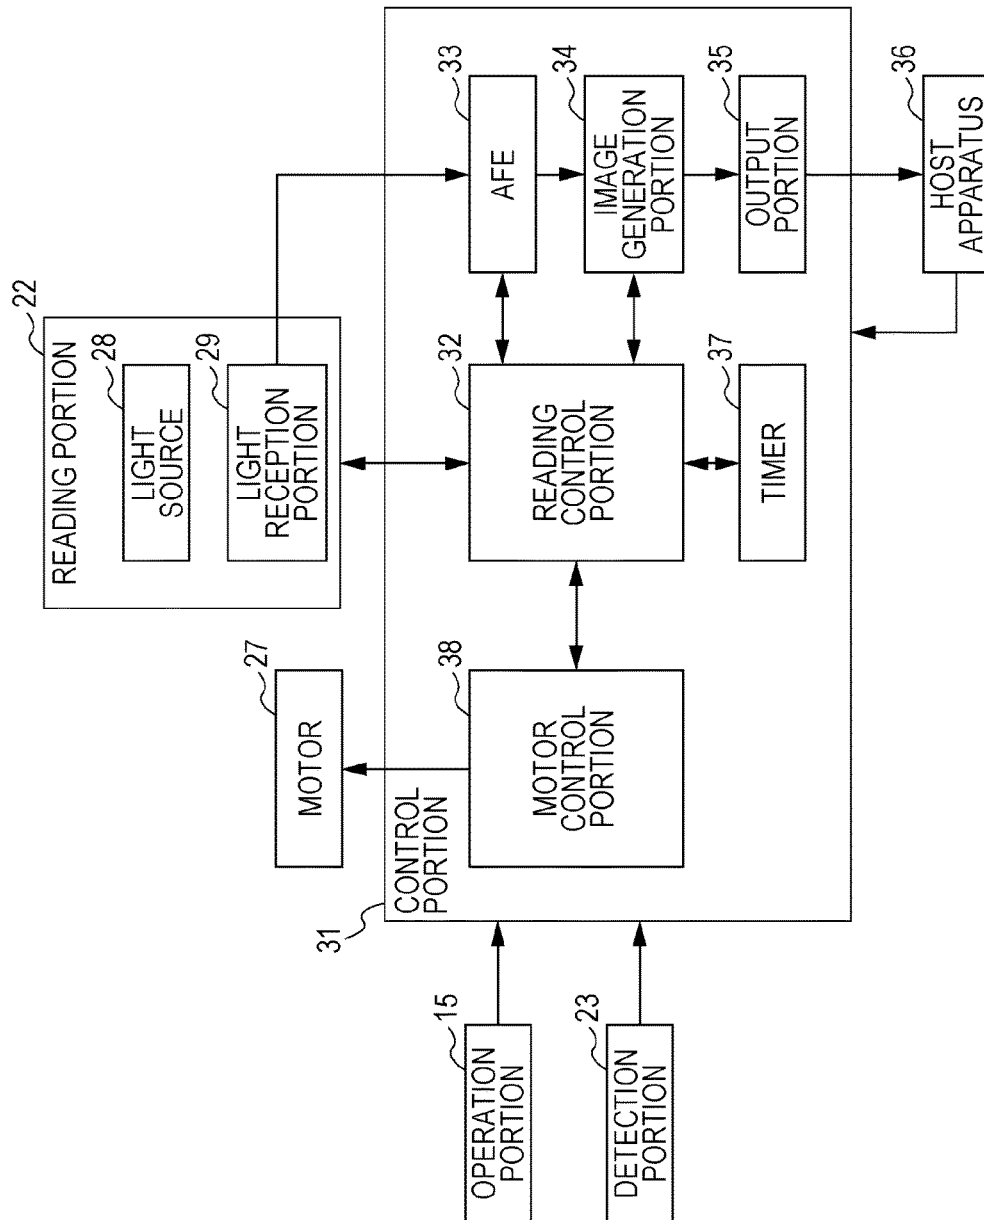 22
READING PORTION
28
LIGHT
SOURCE
29
LIGHT
RECEPTION
PORTION
27
MOTOR
31
CONTROL
PORTION
38
MOTOR
CONTROL
PORTION
32
READING
CONTROL
PORTION
33
AFE
34
IMAGE
GENERATION
PORTION
35
OUTPUT
PORTION
37
TIMER
15
OPERATION
PORTION
23
DETECTION
PORTION
36
HOST
APPARATUS